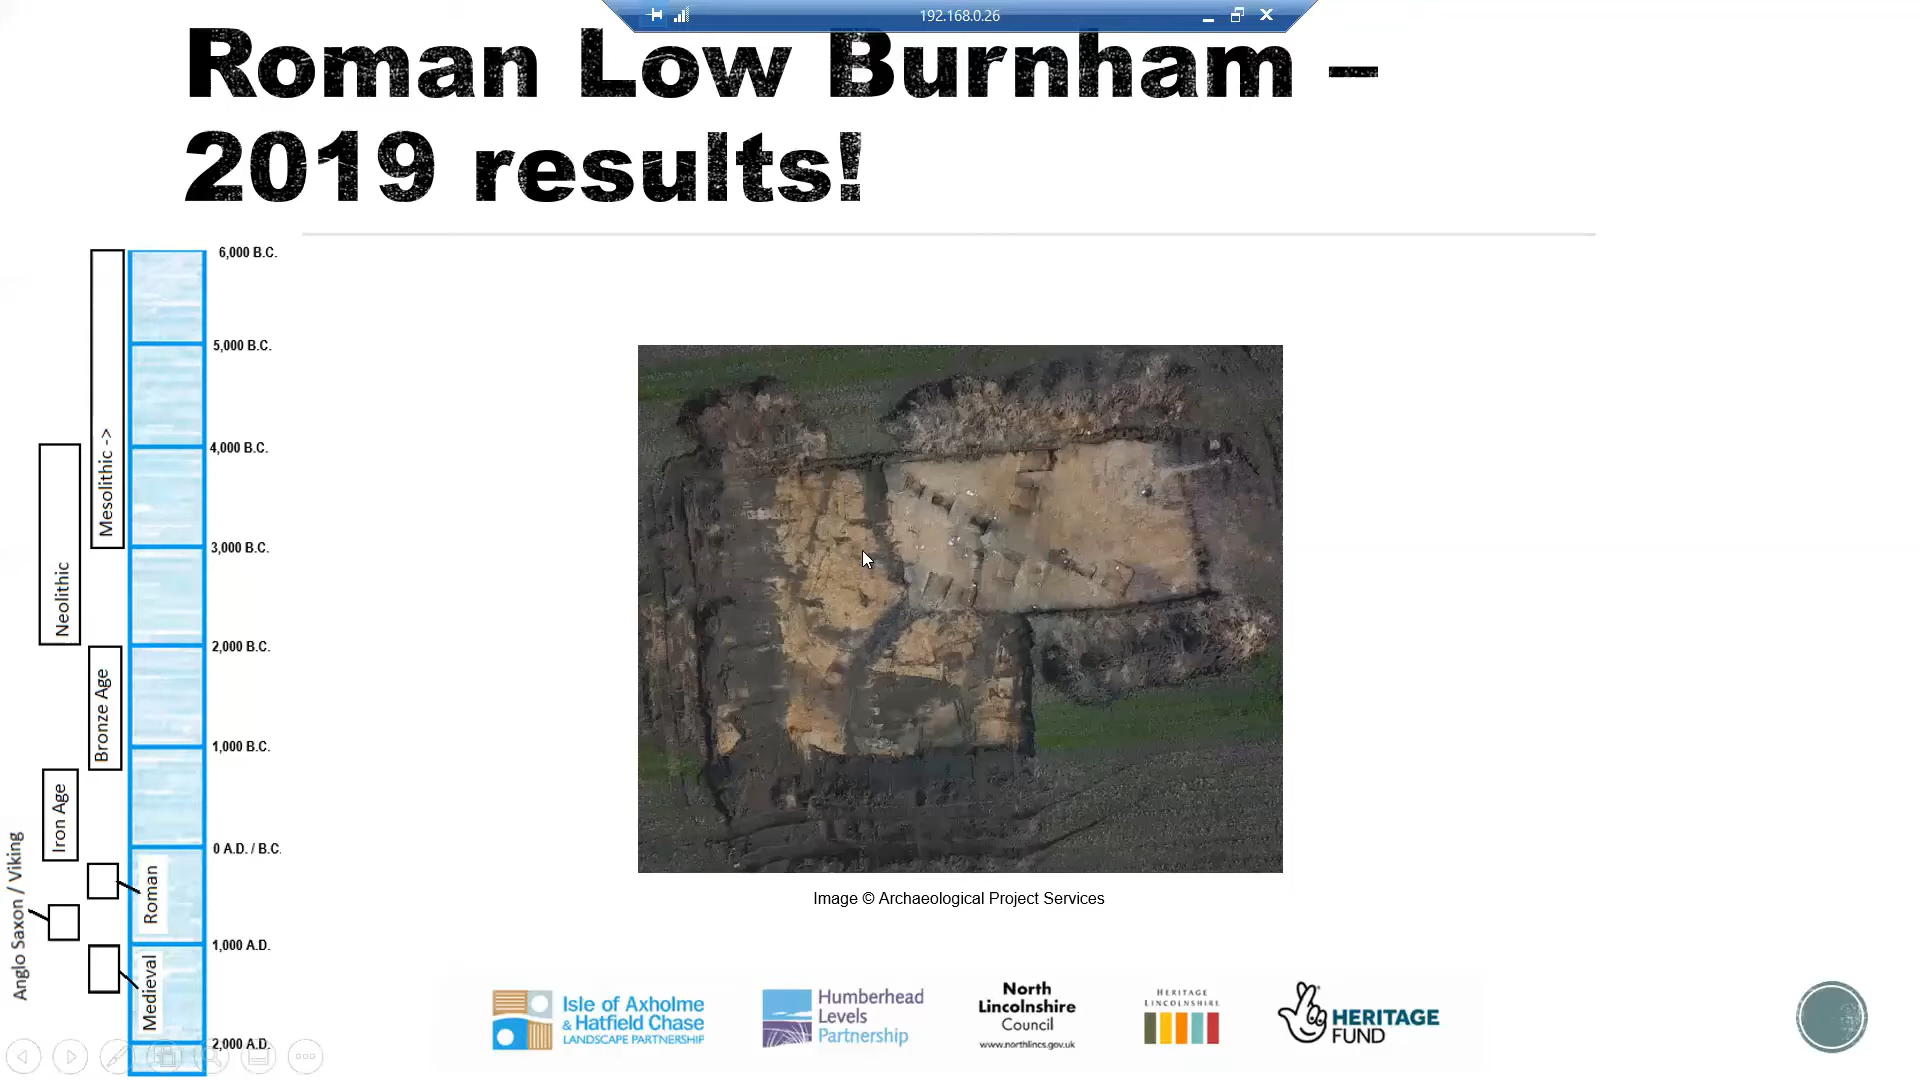 192.168.0.26
Roman Low Burnham –
2019 results!
6,000 B.C.
5,000 B.C.
4,000 B.C.
3,000 B.C.
2,000 B.C.
1,000 B.C.
0 A.D. / B.C.
1,000 A.D.
2,000 A.D.
Mesolithic ->
Neolithic
Bronze Age
Iron Age
Roman
Anglo Saxon / Viking
Medieval
Image © Archaeological Project Services
Isle of Axholme
& Hatfield Chase
LANDSCAPE PARTNERSHIP
Humberhead
Levels
Partnership
North
Lincolnshire
Council
www.northlincs.gov.uk
HERITAGE
LINCOLNSHIRE
HERITAGE
FUND